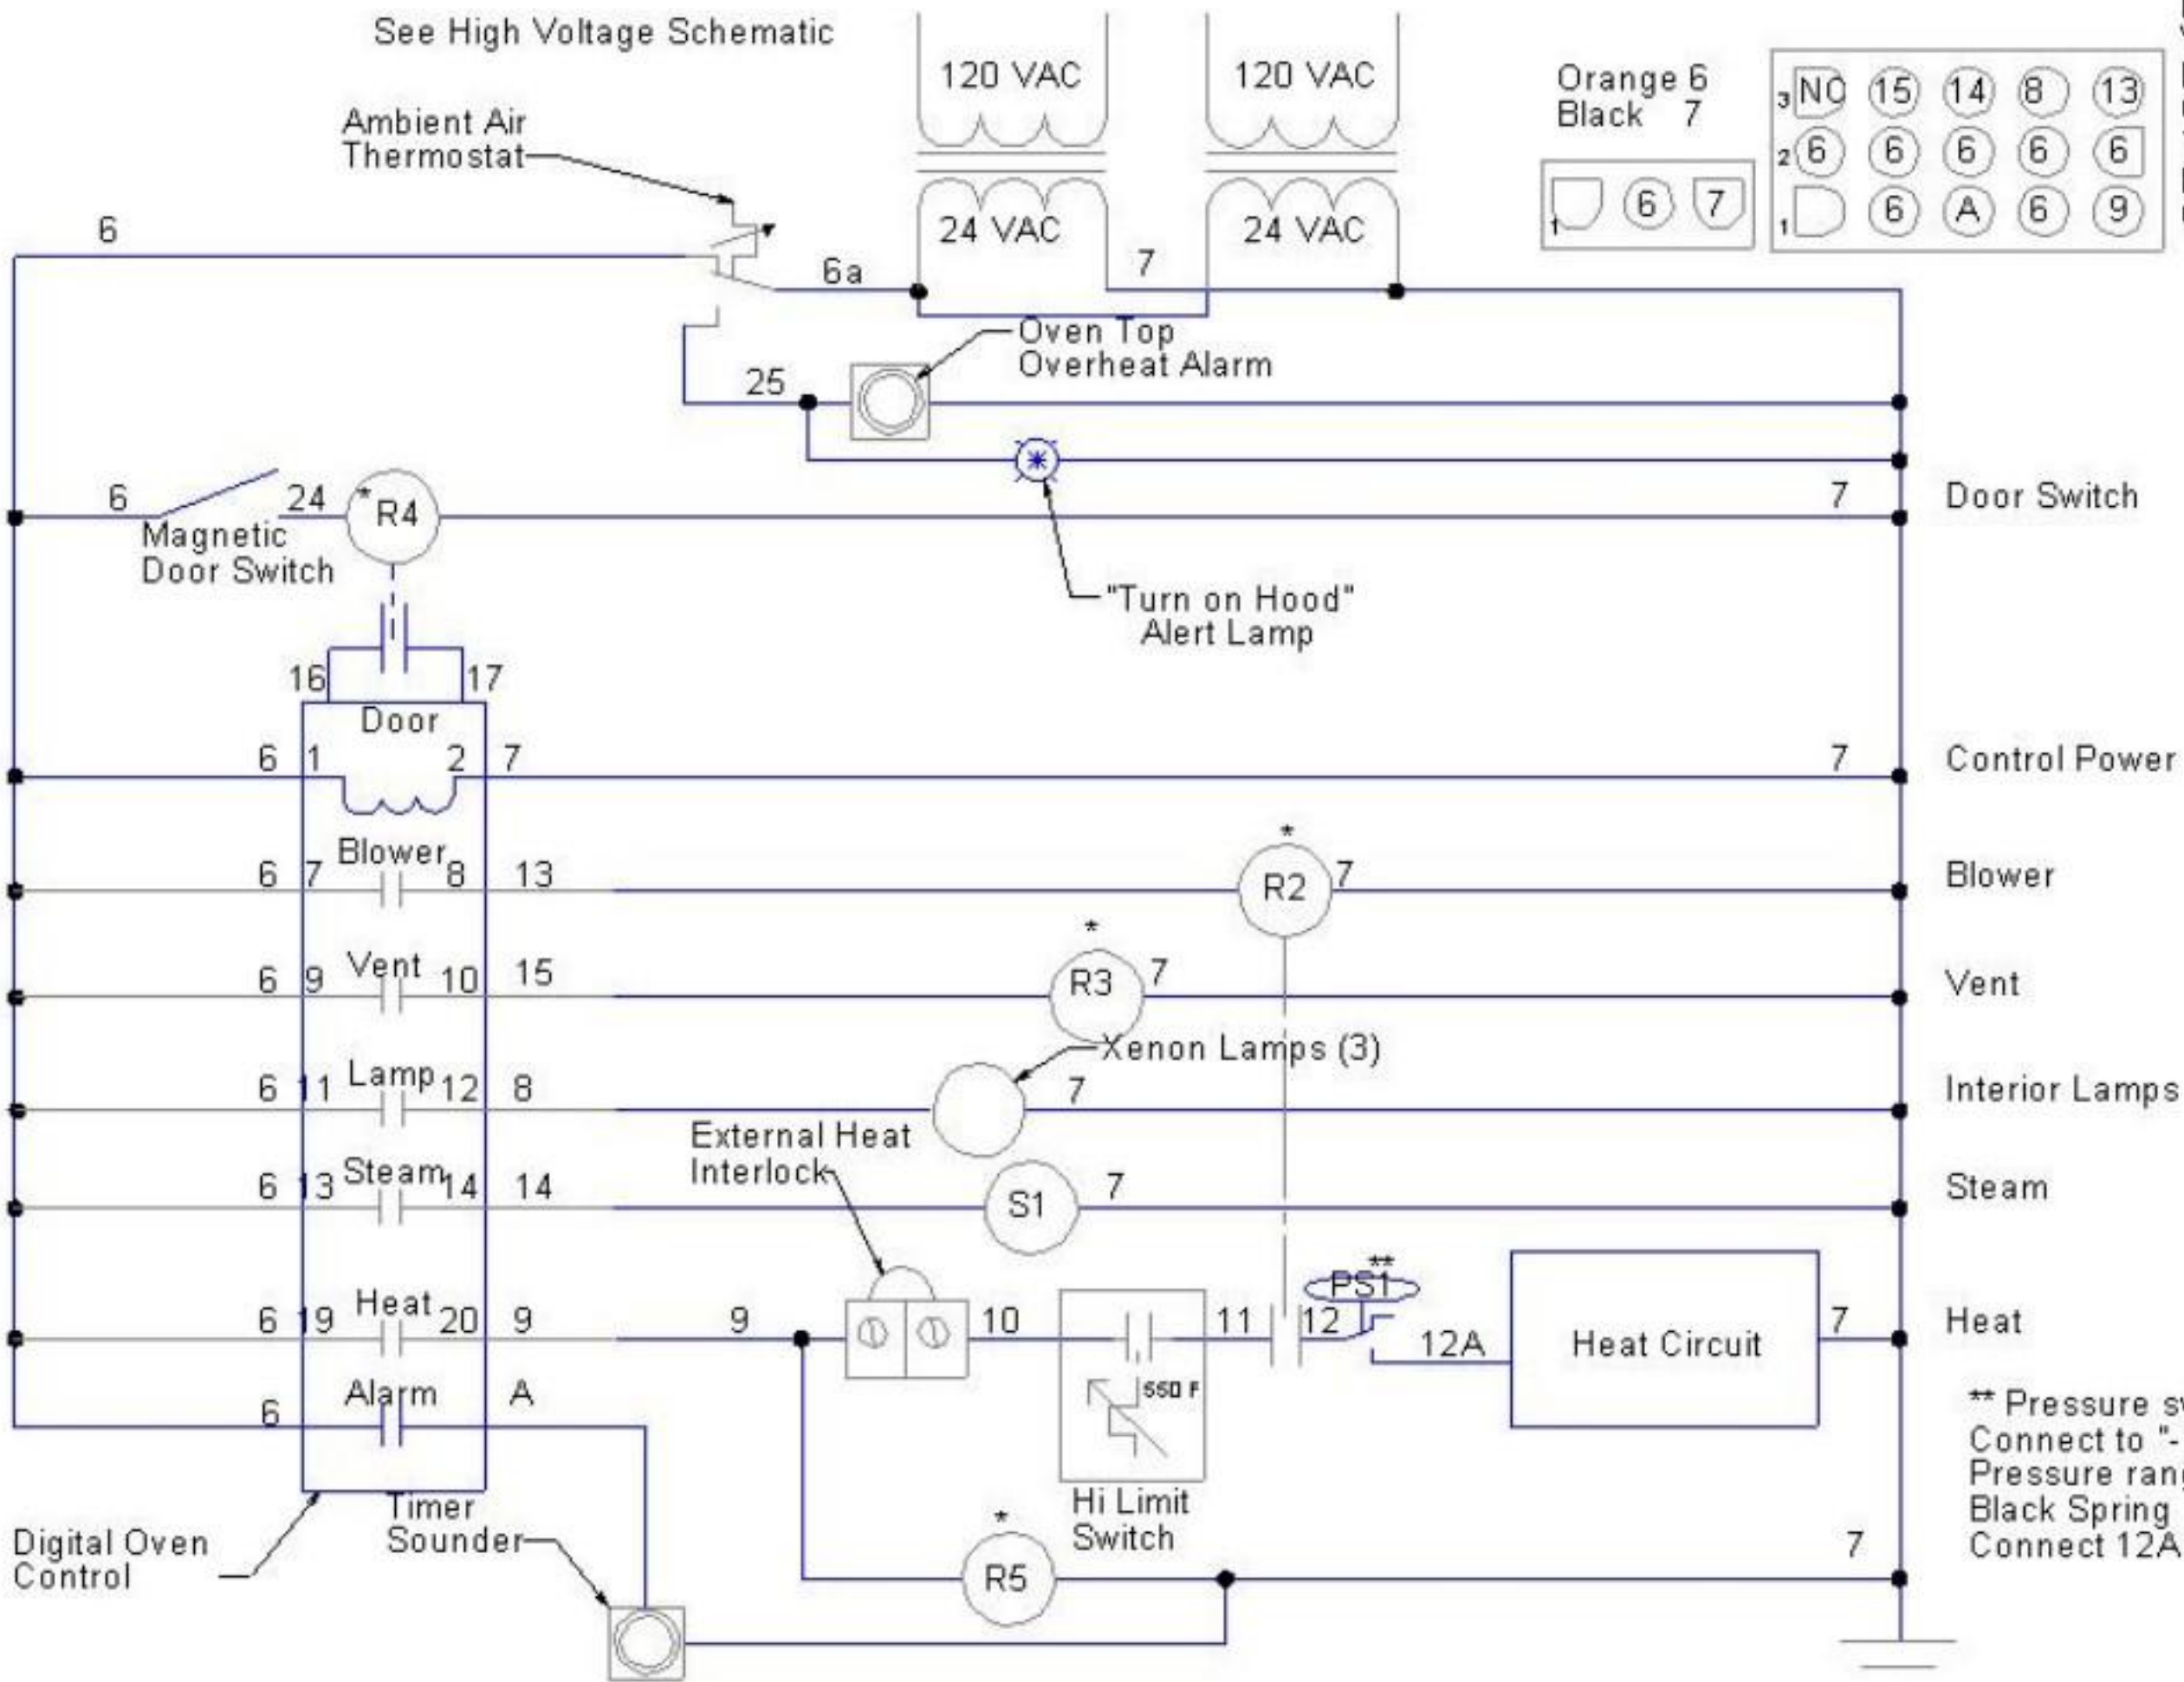 See High Voltage Schematic
120 VAC
120 VAC
Orange 6
Black 7
3 NC 15 14 8 13
2 6 6 6 6 6
1 6 A 6 9
1 6 7
Ambient Air
Thermostat
24 VAC
24 VAC
6
6a
7
Oven Top
Overheat Alarm
25
6
24
*
R4
7
Door Switch
Magnetic
Door Switch
"Turn on Hood"
Alert Lamp
16
17
Door
6 1 2 7
7
Control Power
Blower
6 7 8 13
*
R2
7
Blower
Vent
6 9 10 15
*
R3
7
Vent
Xenon Lamps (3)
Lamp
6 11 12 8
7
Interior Lamps
External Heat
Interlock
Steam
6 13 14 14
S1
7
Steam
Heat
6 19 20 9
9
10
11
12
**
PS1
12A
Heat Circuit
7
Heat
550 F
Alarm
6
A
Hi Limit
Switch
** Pressure
Connect to "-
Pressure
Black Spring
Connect 12A
Timer
Sounder
Digital Oven
Control
*
R5
7